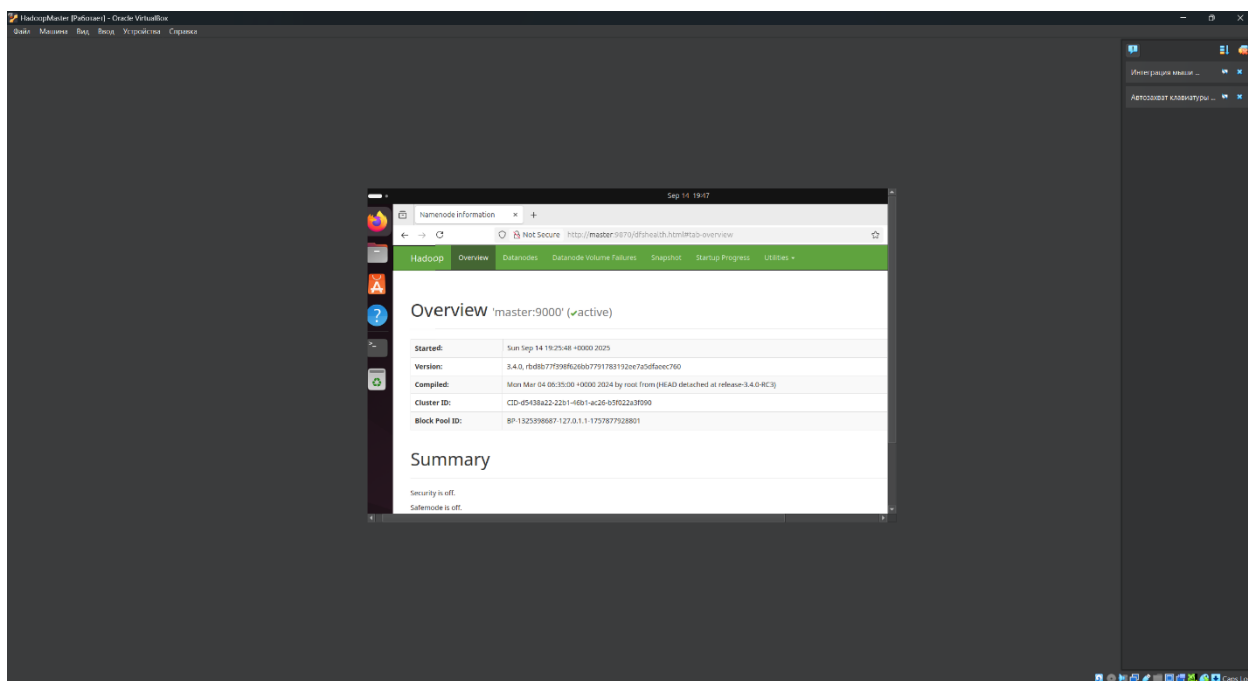 HadoopMaster [Работает] - Oracle VirtualBox
Файл Машина Вид Ввод Устройства Справка
Интеграция мыши ...
Автозахват клавиатуры ...
Sep 14 19:47
Namenode information
Not Secure http://master:9870/dfshealth.html#tab-overview
Hadoop Overview Datanodes Datanode Volume Failures Snapshot Startup Progress Utilities
Overview 'master:9000' (✔active)
Started: Sun Sep 14 19:25:48 +0000 2025
Version: 3.4.0, rbd8b77f398f626bb7791783192ee7a5dfaeec760
Compiled: Mon Mar 04 06:35:00 +0000 2024 by root from (HEAD detached at release-3.4.0-RC3)
Cluster ID: CID-d5438a22-22b1-46b1-ac26-b5f022a3f090
Block Pool ID: BP-1325398687-127.0.1.1-1757877928801
Summary
Security is off.
Safemode is off.